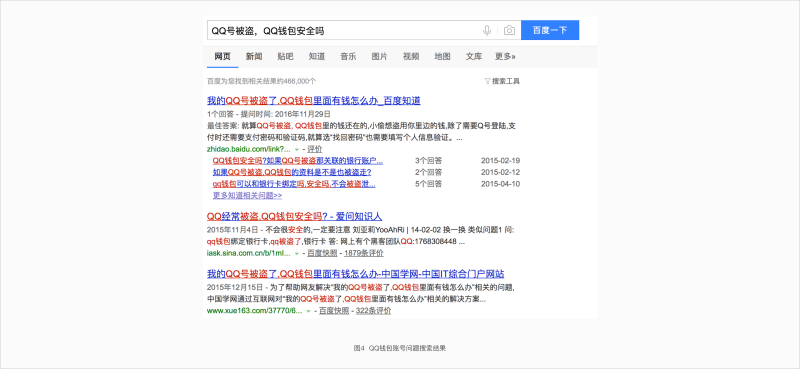 QQ号被盗，QQ钱包安全吗
百度一下
网页 新闻 贴吧 知道 音乐 图片 视频 地图 文库 更多»
百度为您找到相关结果约466,000个
搜索工具
我的QQ号被盗了,QQ钱包里面有钱怎么办_百度知道
1个回答 - 提问时间: 2016年11月29日
最佳答案: 就算QQ号被盗, QQ钱包里的钱还在的,小偷想盗用你里边的钱,除了需要Q号登陆,支
付时还需要支付密码和验证码,就算选"找回密码"也需要填写个人信息验证。...
zhidao.baidu.com/link?... - 评价
QQ钱包安全吗?如果QQ号被盗那关联的银行账户... 3个回答 2015-02-19
如果QQ号被盗,QQ钱包的资料是不是也被盗走? 2个回答 2015-02-12
qq钱包可以和银行卡绑定吗,安全吗,不会被盗泄... 5个回答 2015-04-10
更多知道相关问题>>
QQ经常被盗,QQ钱包安全吗? - 爱问知识人
2015年11月4日 - 不会很安全的,一定要注意 刘亚莉YooAhRi | 14-02-02 换一换 类似问题1 问:
qq钱包绑定银行卡,qq被盗了,银行卡 答: 网上有个黑客团队QQ:1768308448 ...
iask.sina.com.cn/b/1ml... - 百度快照 - 1879条评价
我的QQ号被盗了,QQ钱包里面有钱怎么办-中国学网-中国IT综合门户网站
2015年12月15日 - 为了帮助网友解决"我的QQ号被盗了,QQ钱包里面有钱怎么办"相关的问题,
中国学网通过互联网对"我的QQ号被盗了,QQ钱包里面有钱怎么办"相关的解决方案...
www.xue163.com/37770/6... - 百度快照 - 322条评价
图4 QQ钱包账号问题搜索结果